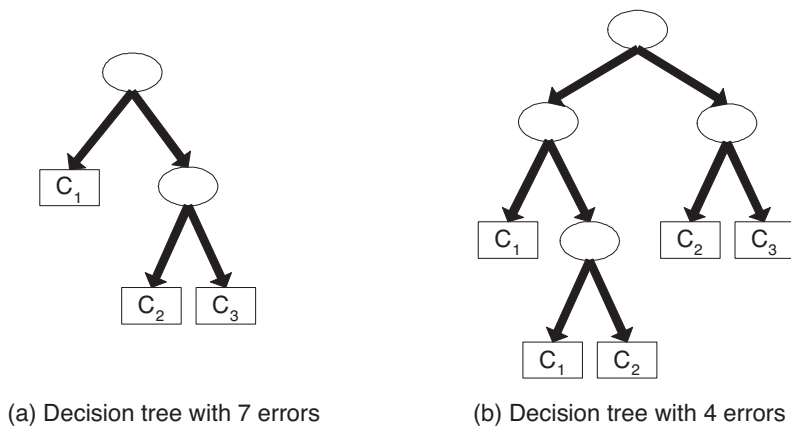 C₁
C₂ C₃
(a) Decision tree with 7 errors
C₁ C₂ C₃
C₁ C₂
(b) Decision tree with 4 errors